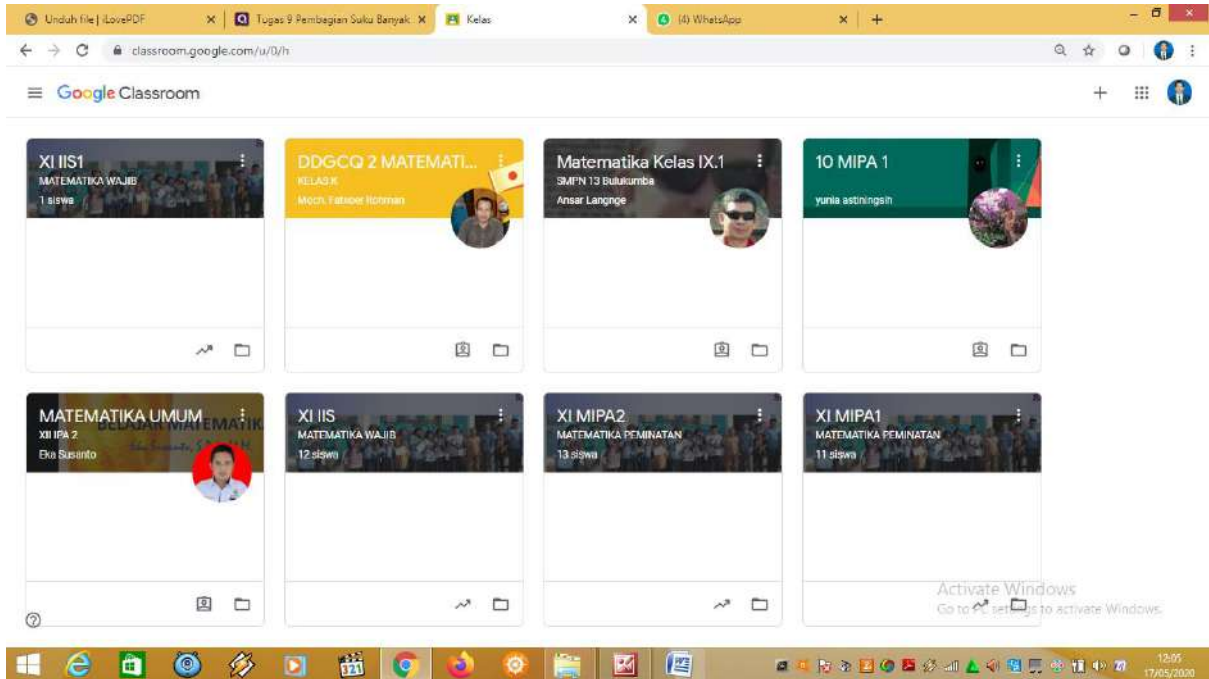 Unduh file | iLovePDF
Tugas 9 Pembagian Suku Banyak
Kelas
(4) WhatsApp
classroom.google.com/u/0/h
Google Classroom
XI IIS1
MATEMATIKA WAJIB
1 siswa
DDGCQ 2 MATEMATI...
KELAS K
Moch. Fatkoer Rohman
Matematika Kelas IX.1
SMPN 13 Bulukumba
Ansar Langnge
10 MIPA 1
yunia astiningsih
MATEMATIKA UMUM
XII IPA 2
Eka Susanto
BELAJAR MATEMATIK
XI IIS
MATEMATIKA WAJIB
12 siswa
XI MIPA2
MATEMATIKA PEMINATAN
13 siswa
XI MIPA1
MATEMATIKA PEMINATAN
11 siswa
Activate Windows
Go to PC settings to activate Windows.
12:05
17/05/2020